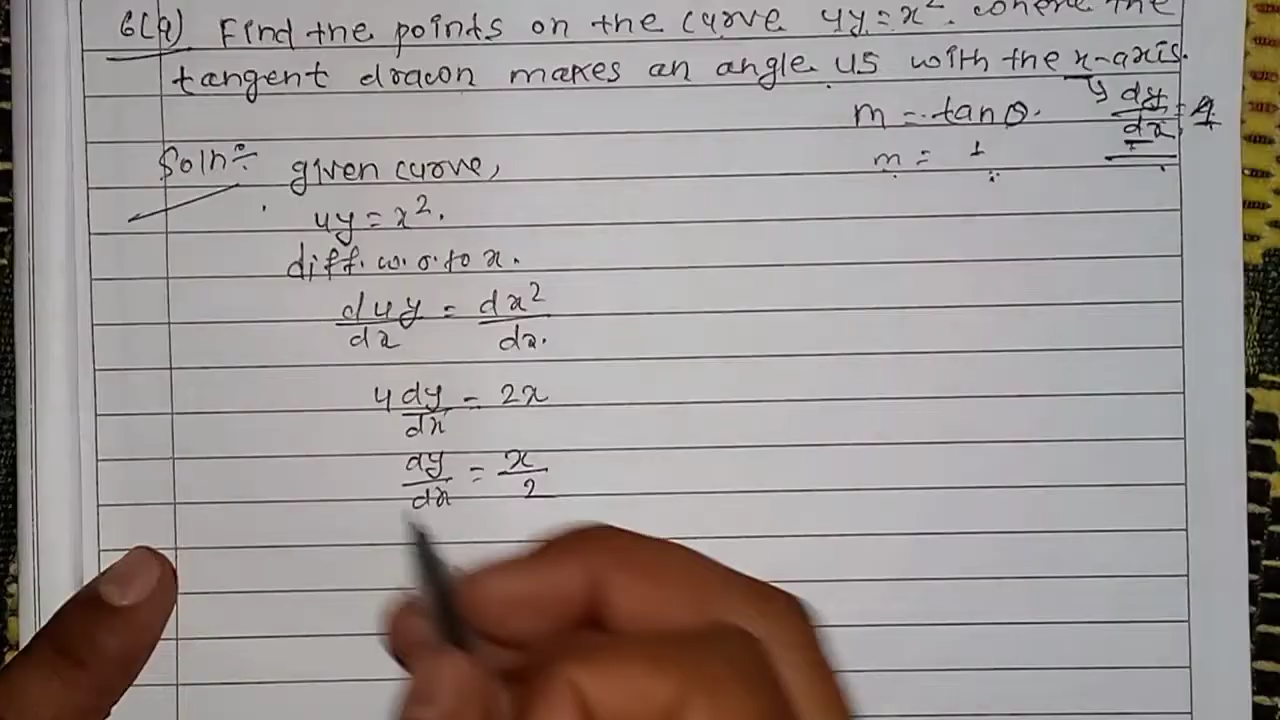 6(a) Find the points on the curve 4y = x². where the
tangent drawn makes an angle 45 with the x-axis.
m = tanθ. dy/dx =
m = 1
Soln÷ given curve,
4y = x².
diff. w. r. to x.
d4y/dx = dx²/dx.
4 dy/dx = 2x
dy/dx = x/2